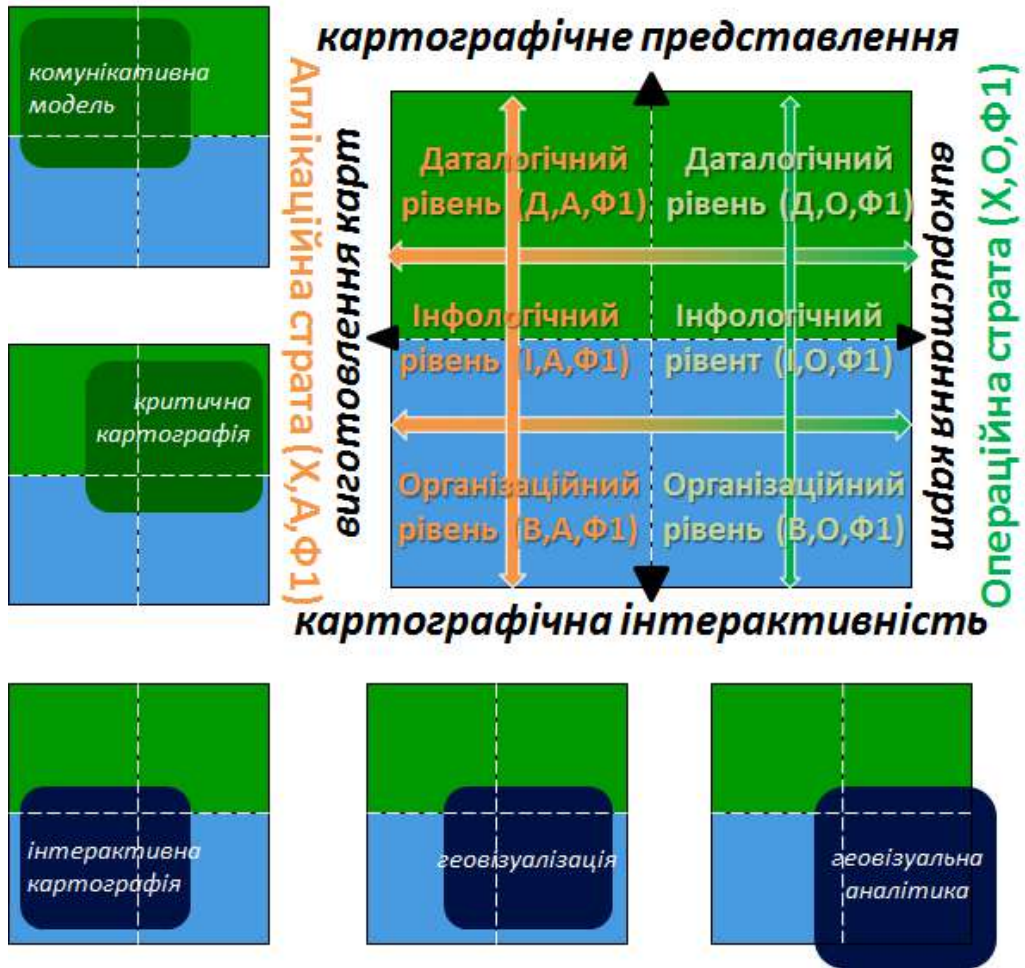 картографічне представлення
комунікативна
модель
Аплікаційна страта (Х,А,Ф1)
виготовлення карт
Даталогічний
рівень (Д,А,Ф1)
Даталогічний
рівень (Д,О,Ф1)
використання карт
Операційна страта (Х,О,Ф1)
Інфологічний
рівень (І,А,Ф1)
Інфологічний
рівент (І,О,Ф1)
критична
картографія
Організаційний
рівень (В,А,Ф1)
Організаційний
рівень (В,О,Ф1)
картографічна інтерактивність
інтерактивна
картографія
геовізуалізація
геовізуальна
аналітика